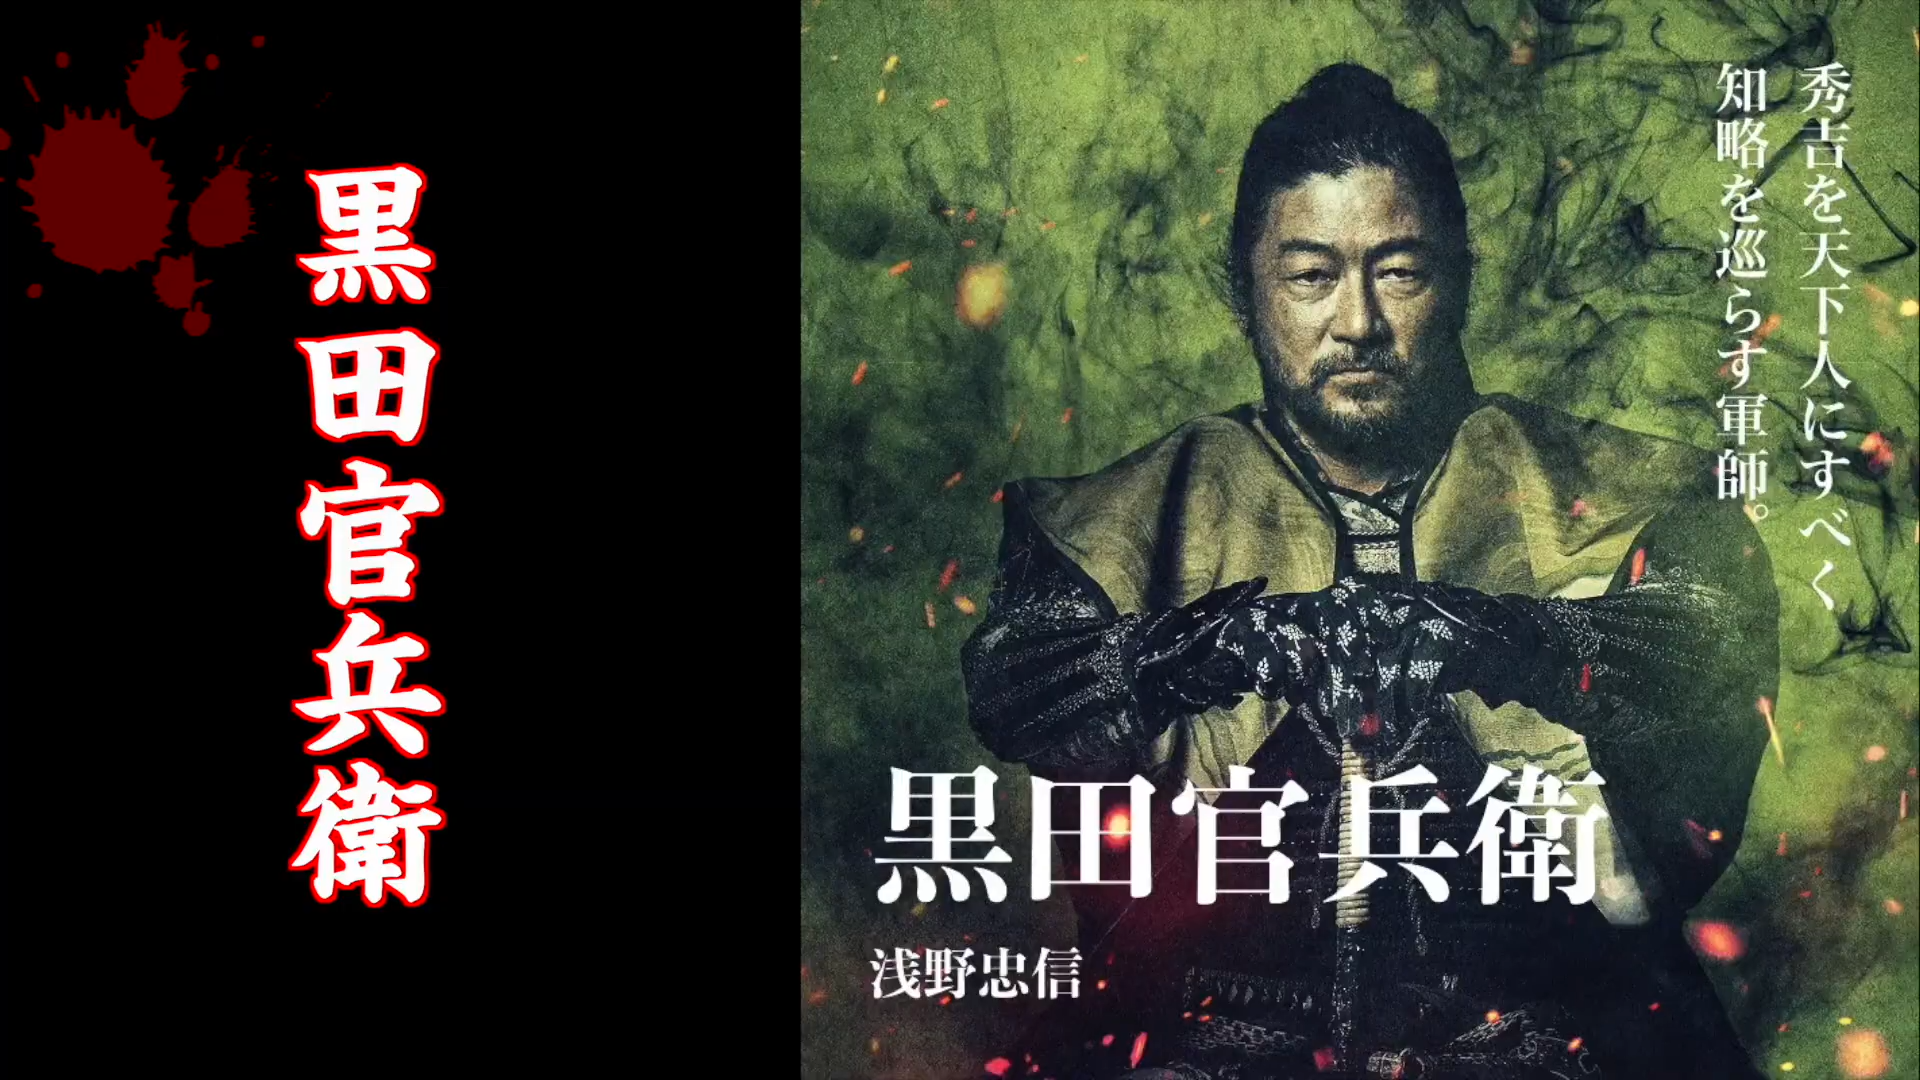 黒田官兵衛
秀吉を天下人にすべく
知略を巡らす軍師。
黒田官兵衛
浅野忠信